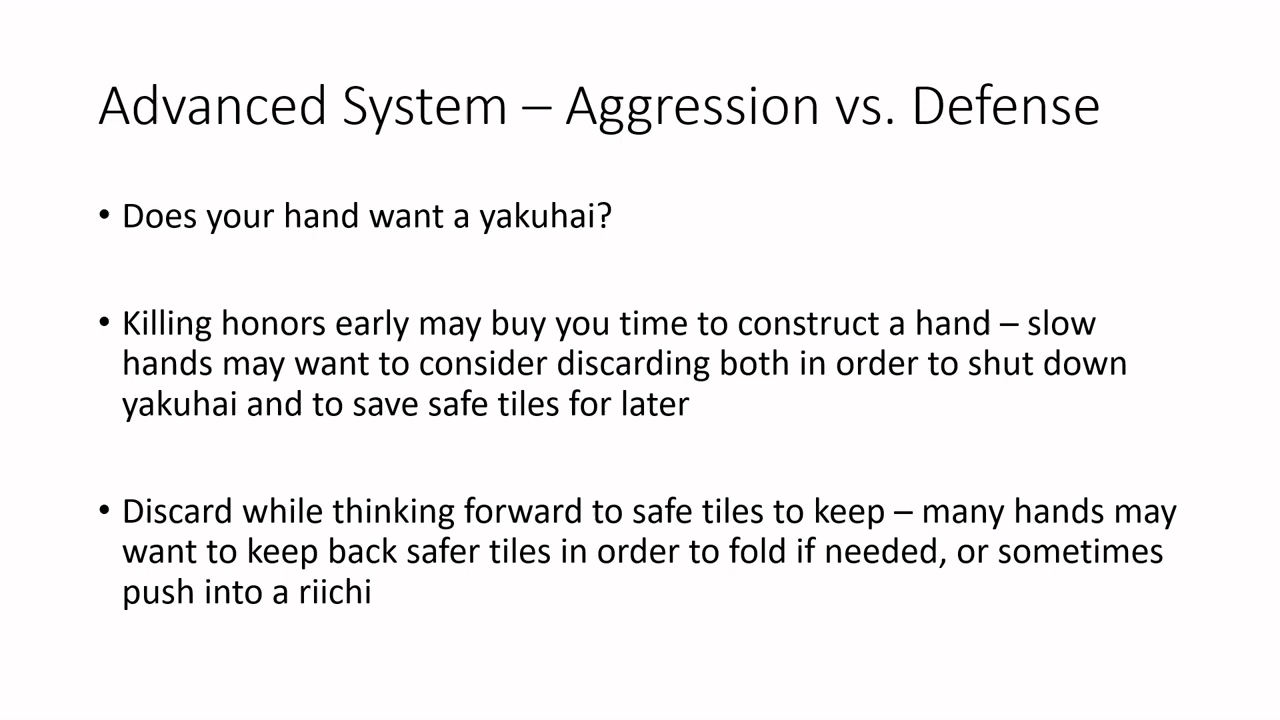 Advanced System – Aggression vs. Defense
• Does your hand want a yakuhai?
• Killing honors early may buy you time to construct a hand – slow
hands may want to consider discarding both in order to shut down
yakuhai and to save safe tiles for later
• Discard while thinking forward to safe tiles to keep – many hands may
want to keep back safer tiles in order to fold if needed, or sometimes
push into a riichi